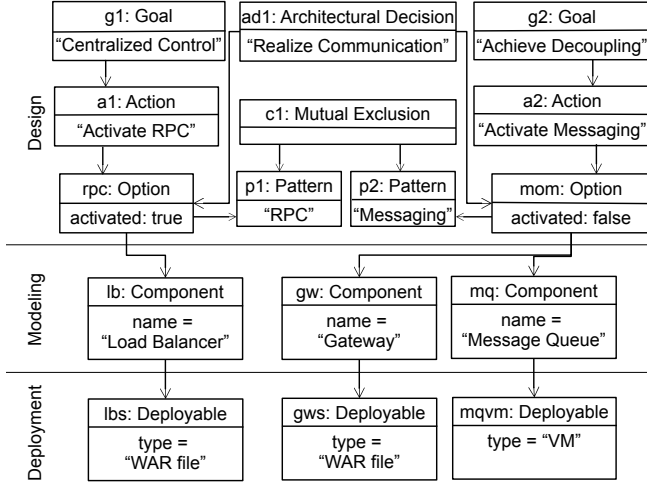 g1: Goal
"Centralized Control"
ad1: Architectural Decision
"Realize Communication"
g2: Goal
"Achieve Decoupling"
Design
a1: Action
"Activate RPC"
c1: Mutual Exclusion
a2: Action
"Activate Messaging"
rpc: Option
activated: true
p1: Pattern
"RPC"
p2: Pattern
"Messaging"
mom: Option
activated: false
Modeling
lb: Component
name =
"Load Balancer"
gw: Component
name =
"Gateway"
mq: Component
name =
"Message Queue"
Deployment
lbs: Deployable
type =
"WAR file"
gws: Deployable
type =
"WAR file"
mqvm: Deployable
type = "VM"